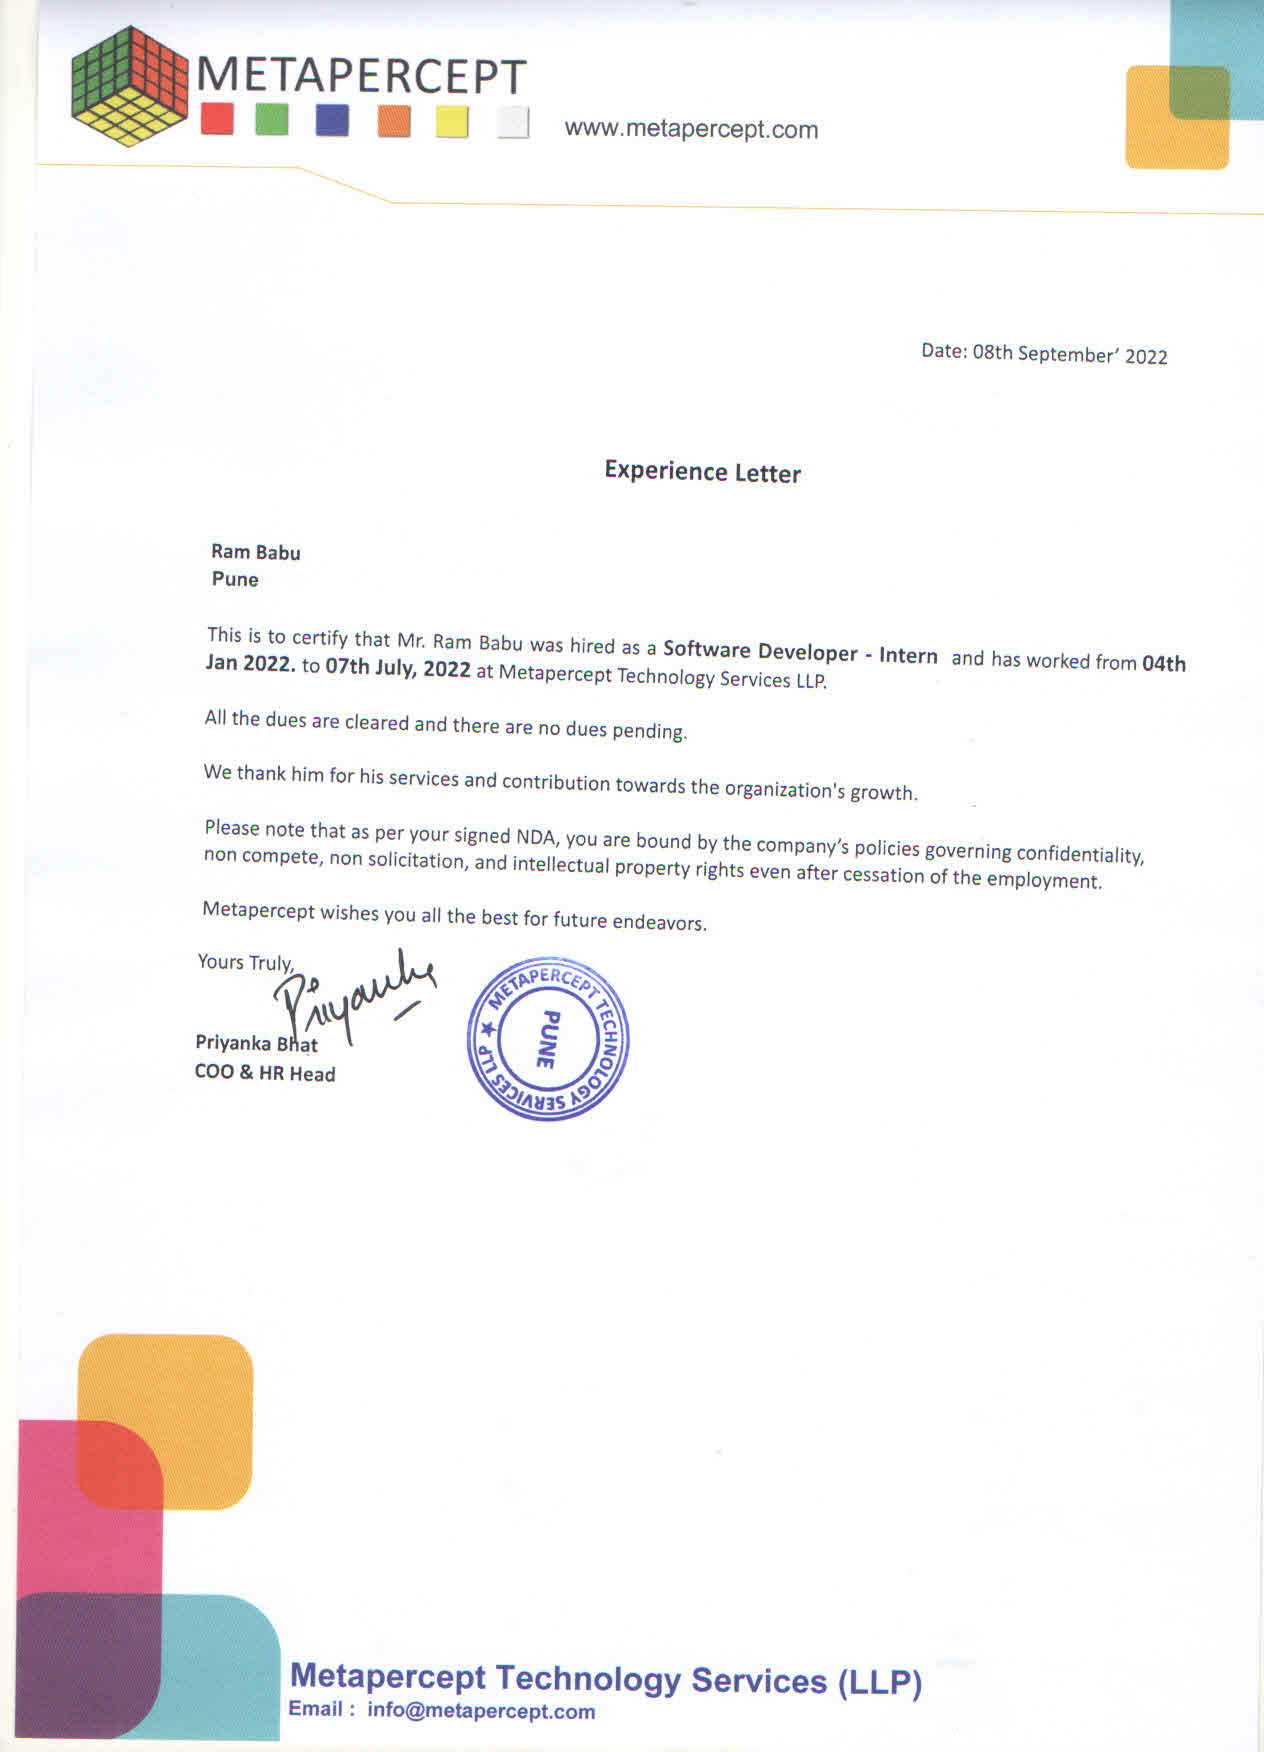 METAPERCEPT
www.metapercept.com
Date: 08th September’ 2022
Experience Letter
Ram Babu
Pune
This is to certify that Mr. Ram Babu was hired as a Software Developer - Intern and has worked from 04th
Jan 2022. to 07th July, 2022 at Metapercept Technology Services LLP.
All the dues are cleared and there are no dues pending.
We thank him for his services and contribution towards the organization's growth.
Please note that as per your signed NDA, you are bound by the company’s policies governing confidentiality,
non compete, non solicitation, and intellectual property rights even after cessation of the employment.
Metapercept wishes you all the best for future endeavors.
Yours Truly,
Priyanka
Priyanka Bhat
COO & HR Head
★ METAPERCEPT TECHNOLOGY SERVICES LLP
PUNE
Metapercept Technology Services (LLP)
Email : info@metapercept.com